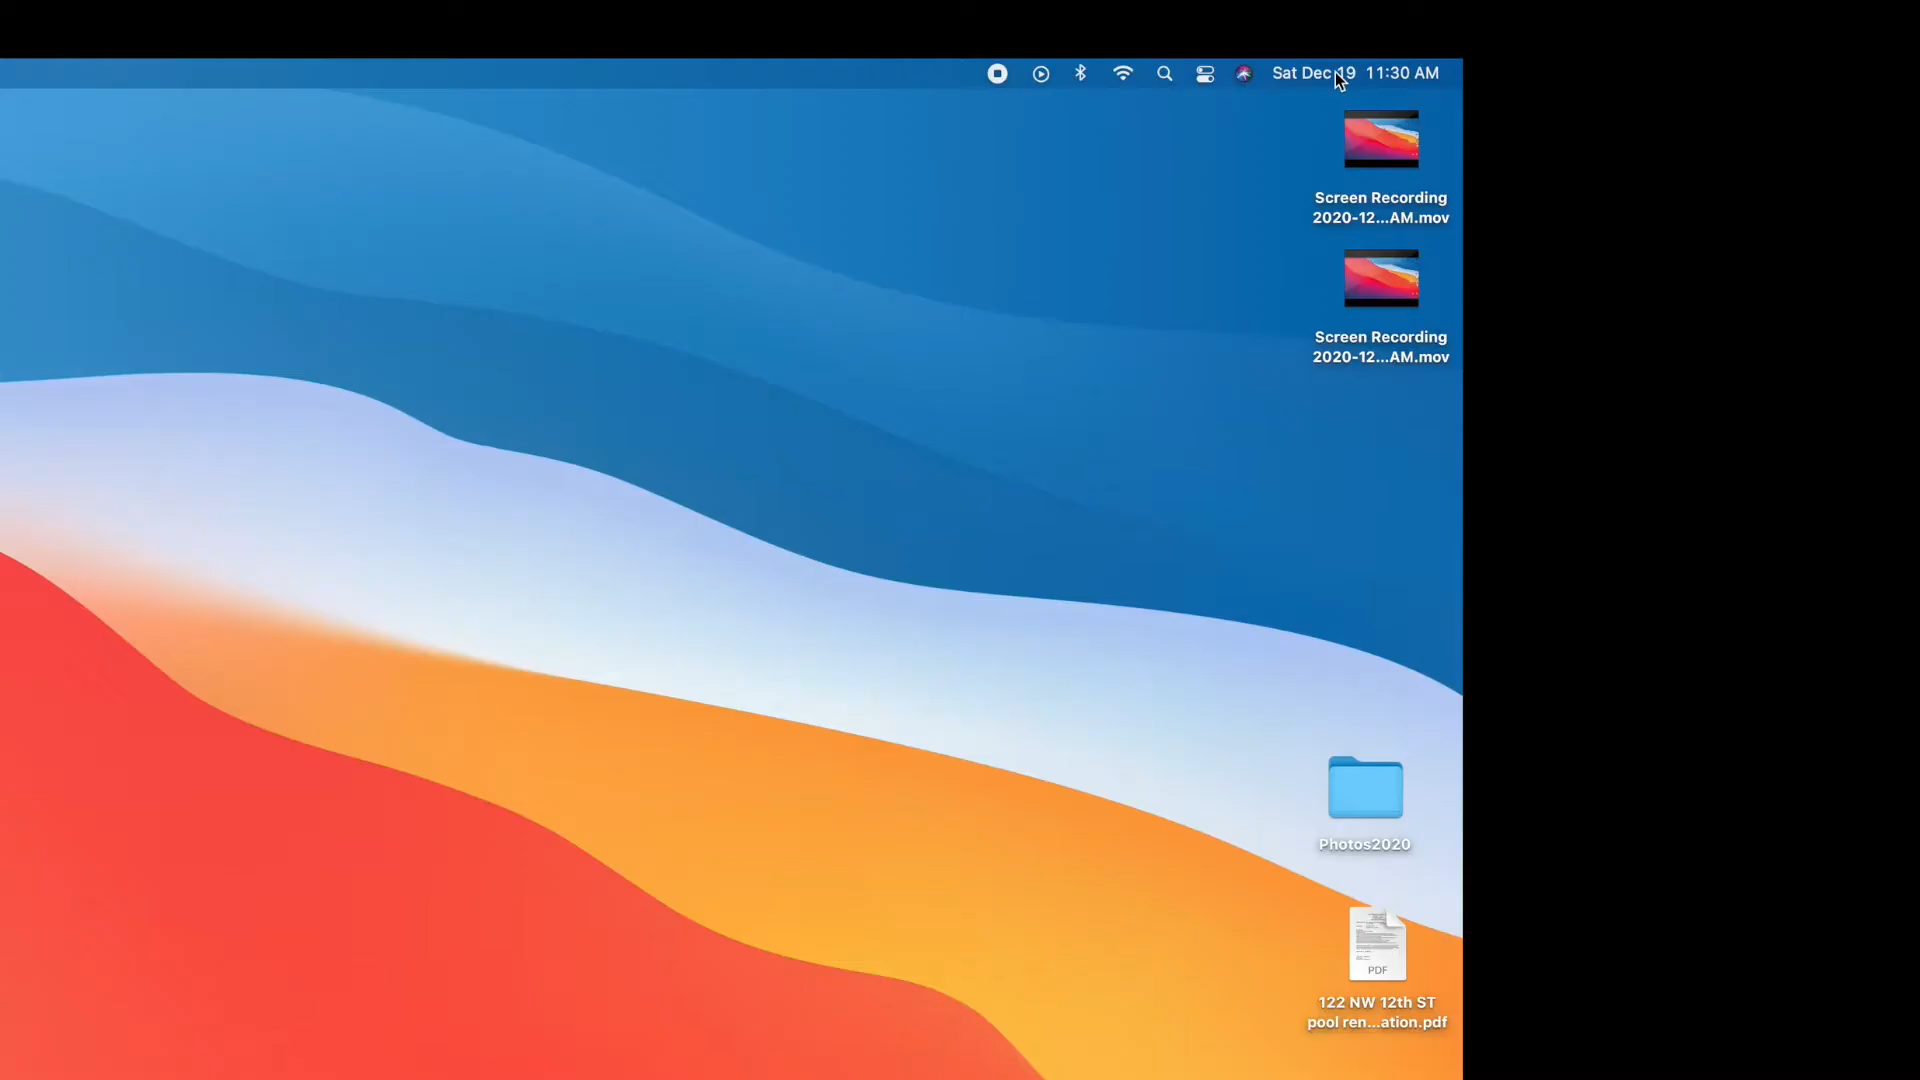 Sat Dec 19 11:30 AM
Screen Recording
2020-12...AM.mov
Screen Recording
2020-12...AM.mov
Photos2020
PDF
122 NW 12th ST
pool ren...ation.pdf